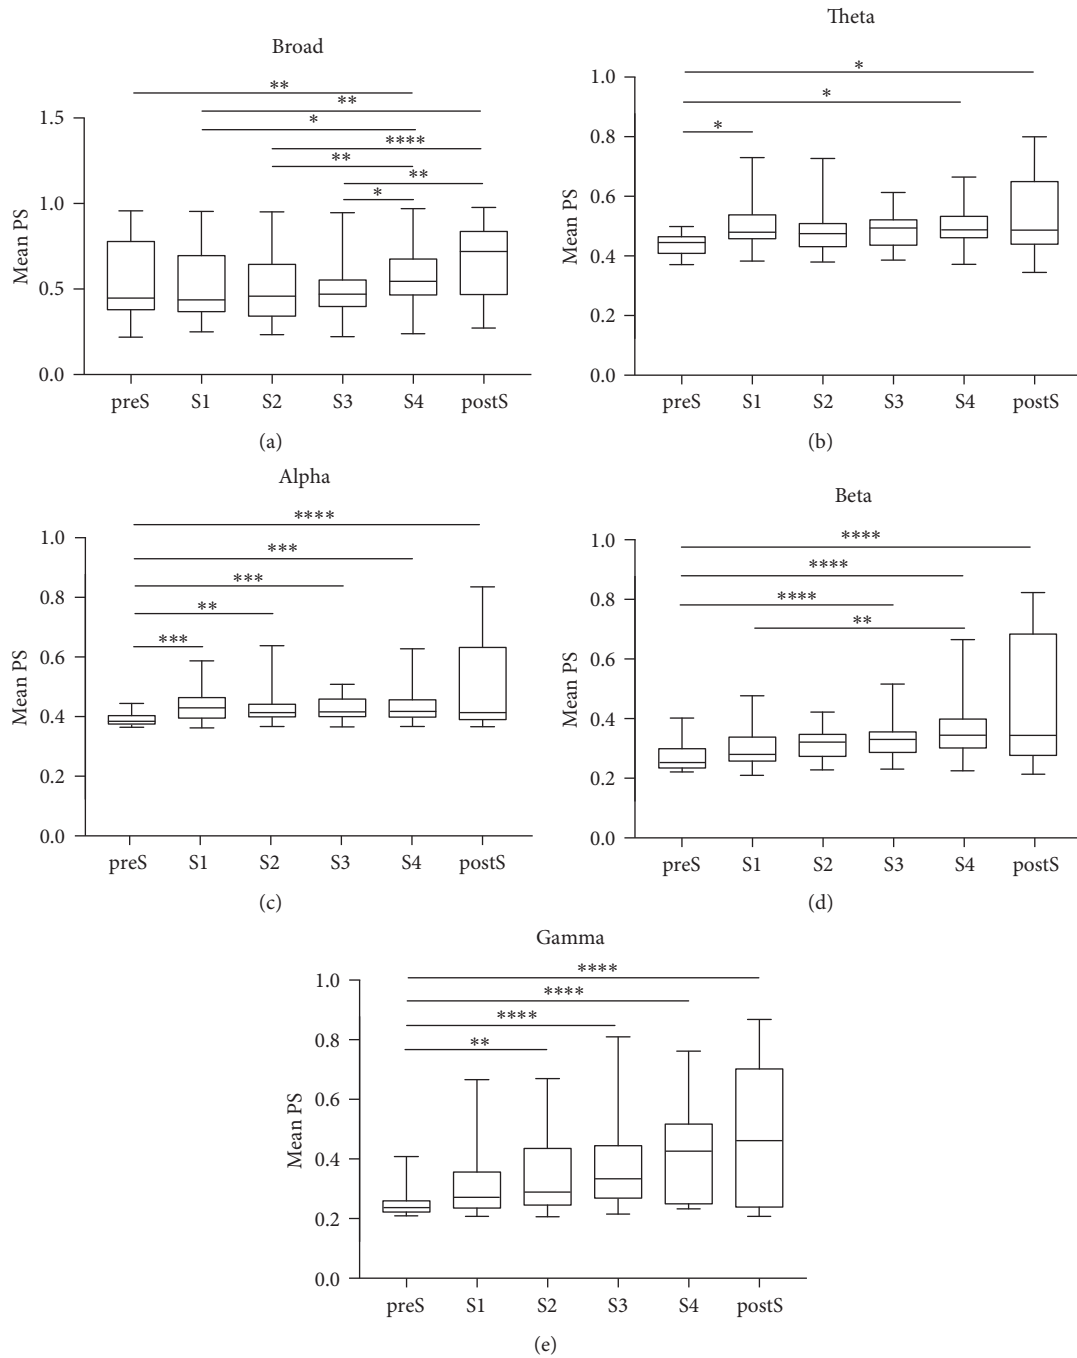 Broad
**
**
*
****
**
**
*
1.5
1.0
0.5
0.0
Mean PS
preS S1 S2 S3 S4 postS
(a)
Theta
*
*
*
1.0
0.8
0.6
0.4
0.2
0.0
Mean PS
preS S1 S2 S3 S4 postS
(b)
Alpha
****
***
***
**
***
1.0
0.8
0.6
0.4
0.2
0.0
Mean PS
preS S1 S2 S3 S4 postS
(c)
Beta
****
****
****
**
1.0
0.8
0.6
0.4
0.2
0.0
Mean PS
preS S1 S2 S3 S4 postS
(d)
Gamma
****
****
****
**
1.0
0.8
0.6
0.4
0.2
0.0
Mean PS
preS S1 S2 S3 S4 postS
(e)